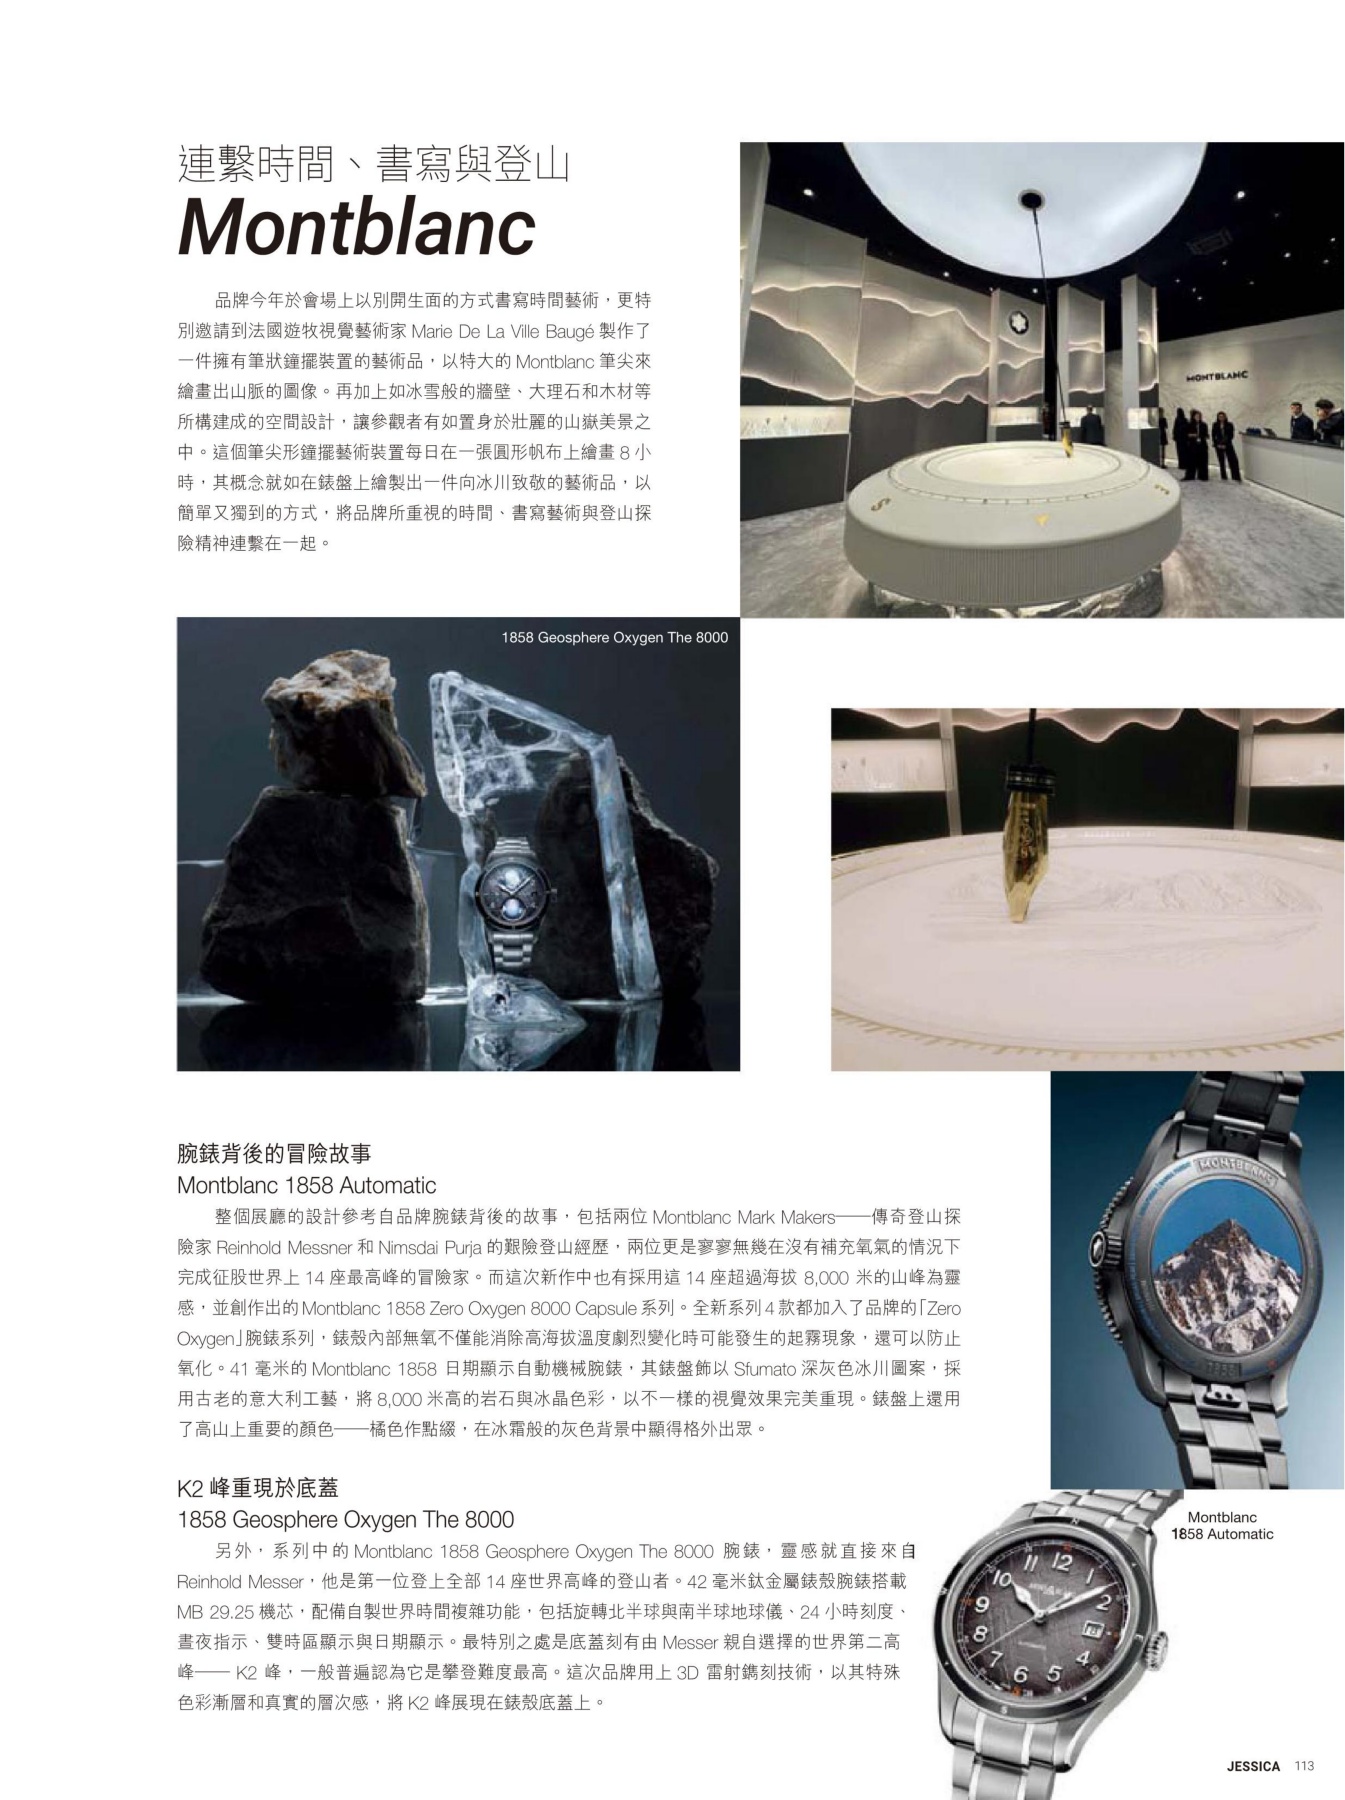 連繫時間、書寫與登山
Montblanc
品牌今年於會場上以別開生面的方式書寫時間藝術，更特
別邀請到法國遊牧視覺藝術家 Marie De La Ville Baugé 製作了
一件擁有筆狀鐘擺裝置的藝術品，以特大的 Montblanc 筆尖來
繪畫出山脈的圖像。再加上如冰雪般的牆壁、大理石和木材等
所構建成的空間設計，讓參觀者有如置身於壯麗的山嶽美景之
中。這個筆尖形鐘擺藝術裝置每日在一張圓形帆布上繪畫 8 小
時，其概念就如在錶盤上繪製出一件向冰川致敬的藝術品，以
簡單又獨到的方式，將品牌所重視的時間、書寫藝術與登山探
險精神連繫在一起。
MONTBLANC
S
1858 Geosphere Oxygen The 8000
腕錶背後的冒險故事
Montblanc 1858 Automatic
整個展廳的設計參考自品牌腕錶背後的故事，包括兩位 Montblanc Mark Makers——傳奇登山探
險家 Reinhold Messner 和 Nimsdai Purja 的艱險登山經歷，兩位更是寥寥無幾在沒有補充氧氣的情況下
完成征服世界上 14 座最高峰的冒險家。而這次新作中也有採用這 14 座超過海拔 8,000 米的山峰為靈
感，並創作出的 Montblanc 1858 Zero Oxygen 8000 Capsule 系列。全新系列 4 款都加入了品牌的「Zero
Oxygen」腕錶系列，錶殼內部無氧不僅能消除高海拔溫度劇烈變化時可能發生的起霧現象，還可以防止
氧化。41 毫米的 Montblanc 1858 日期顯示自動機械腕錶，其錶盤飾以 Sfumato 深灰色冰川圖案，採
用古老的意大利工藝，將 8,000 米高的岩石與冰晶色彩，以不一樣的視覺效果完美重現。錶盤上還用
了高山上重要的顏色——橘色作點綴，在冰霜般的灰色背景中顯得格外出眾。
MONTBLANC
1858
K2 峰重現於底蓋
1858 Geosphere Oxygen The 8000
另外，系列中的 Montblanc 1858 Geosphere Oxygen The 8000 腕錶，靈感就直接來自
Reinhold Messer，他是第一位登上全部 14 座世界高峰的登山者。42 毫米鈦金屬錶殼腕錶搭載
MB 29.25 機芯，配備自製世界時間複雜功能，包括旋轉北半球與南半球地球儀、24 小時刻度、
晝夜指示、雙時區顯示與日期顯示。最特別之處是底蓋刻有由 Messer 親自選擇的世界第二高
峰—— K2 峰，一般普遍認為它是攀登難度最高。這次品牌用上 3D 雷射鐫刻技術，以其特殊
色彩漸層和真實的層次感，將 K2 峰展現在錶殼底蓋上。
Montblanc
1858 Automatic
11 12
10
9
8
7 6 5
4
2
JESSICA 113